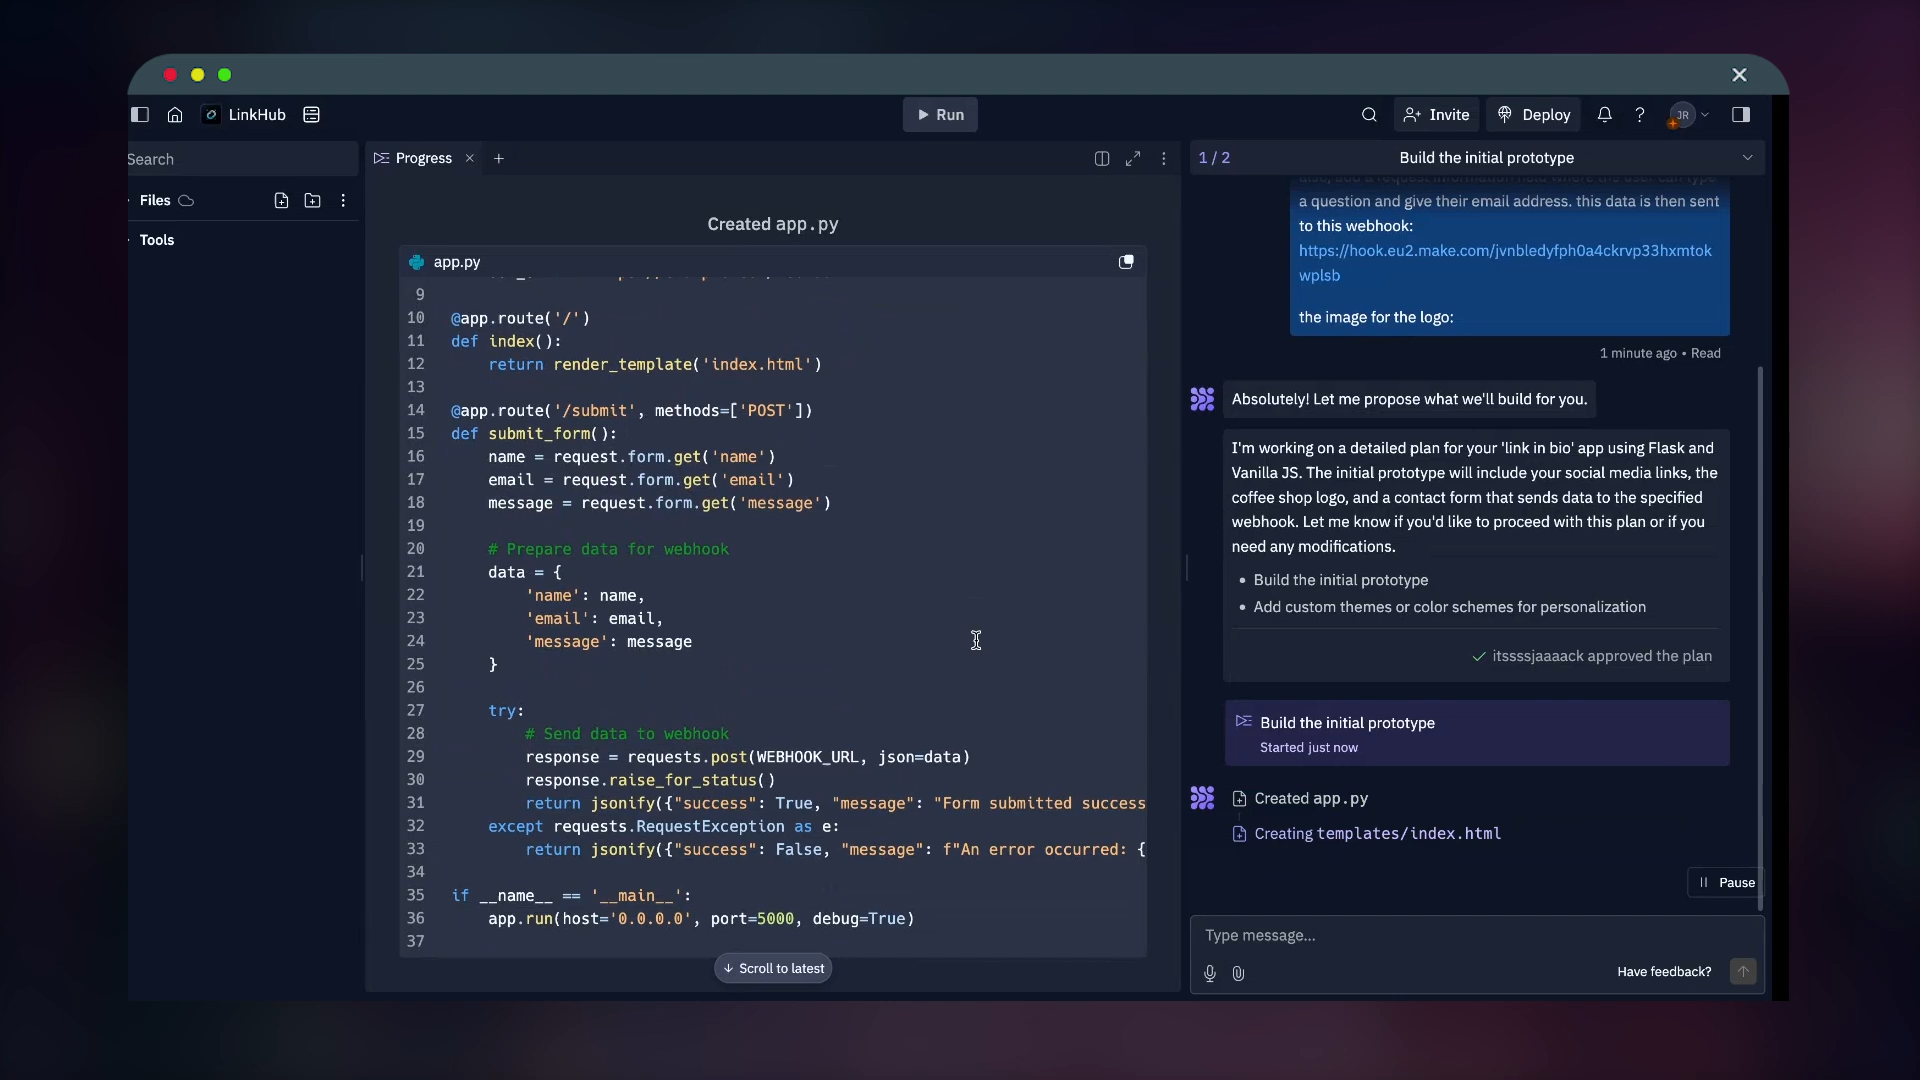 LinkHub
Run
Invite
Deploy
?
JR
Search
Files
Tools
Progress
Created app.py
app.py
9
10 @app.route('/')
11 def index():
12 return render_template('index.html')
13
14 @app.route('/submit', methods=['POST'])
15 def submit_form():
16 name = request.form.get('name')
17 email = request.form.get('email')
18 message = request.form.get('message')
19
20 # Prepare data for webhook
21 data = {
22 'name': name,
23 'email': email,
24 'message': message
25 }
26
27 try:
28 # Send data to webhook
29 response = requests.post(WEBHOOK_URL, json=data)
30 response.raise_for_status()
31 return jsonify({"success": True, "message": "Form submitted success
32 except requests.RequestException as e:
33 return jsonify({"success": False, "message": f"An error occurred: {
34
35 if __name__ == '__main__':
36 app.run(host='0.0.0.0', port=5000, debug=True)
37
Scroll to latest
1 / 2
Build the initial prototype
also, add a request information field where the user can type
a question and give their email address. this data is then sent
to this webhook:
https://hook.eu2.make.com/jvnbledyfph0a4ckrvp33hxmtok
wplsb
the image for the logo:
1 minute ago • Read
Absolutely! Let me propose what we'll build for you.
I'm working on a detailed plan for your 'link in bio' app using Flask and
Vanilla JS. The initial prototype will include your social media links, the
coffee shop logo, and a contact form that sends data to the specified
webhook. Let me know if you'd like to proceed with this plan or if you
need any modifications.
• Build the initial prototype
• Add custom themes or color schemes for personalization
itssssjaaaack approved the plan
Build the initial prototype
Started just now
Created app.py
Creating templates/index.html
Pause
Type message...
Have feedback?